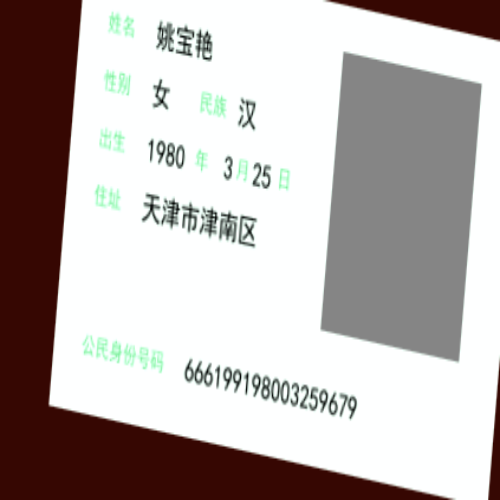 姓名 姚宝艳
性别 女 民族 汉
出生 1980 年 3 月 25 日
住址 天津市津南区
公民身份号码 666199198003259679